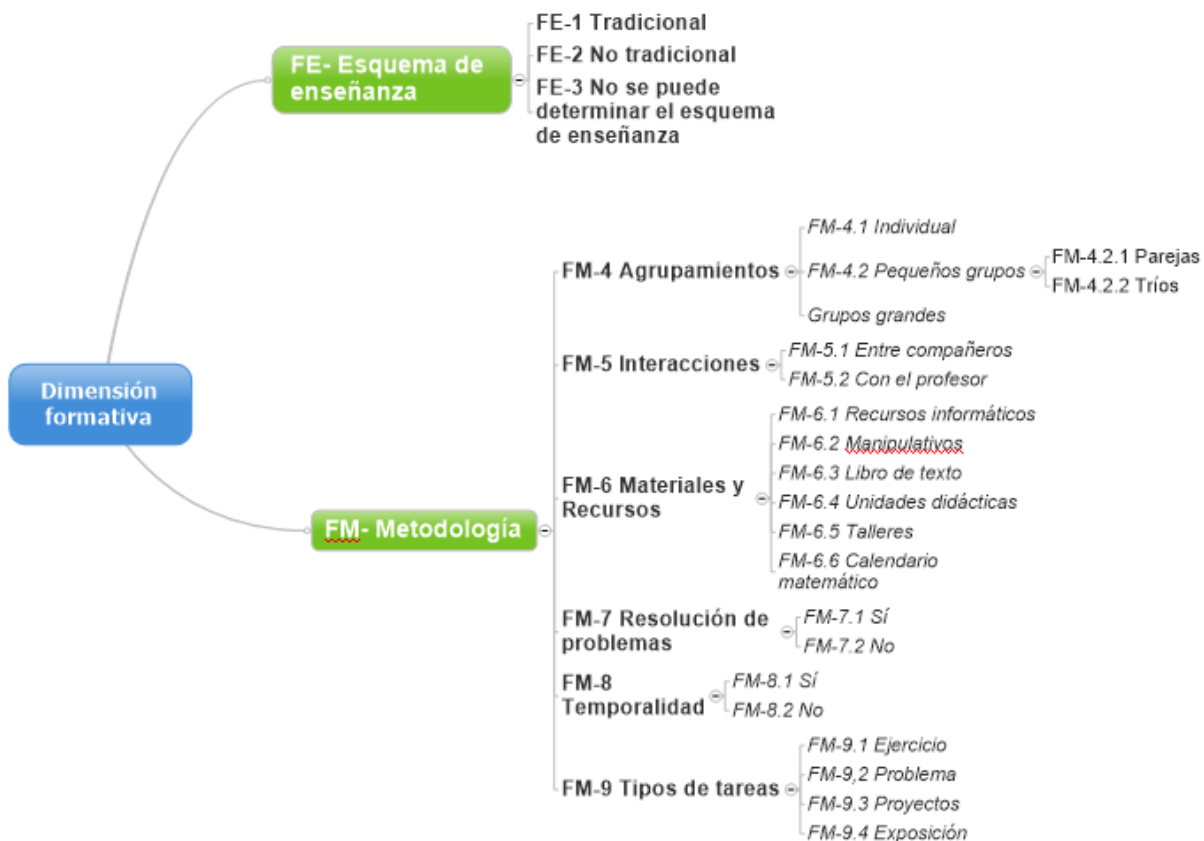 FE-1 Tradicional
FE- Esquema de
enseñanza
FE-2 No tradicional
FE-3 No se puede
determinar el esquema
de enseñanza
Dimensión
formativa
FM- Metodología
FM-4 Agrupamientos
FM-4.1 Individual
FM-4.2 Pequeños grupos
FM-4.2.1 Parejas
FM-4.2.2 Tríos
Grupos grandes
FM-5 Interacciones
FM-5.1 Entre compañeros
FM-5.2 Con el profesor
FM-6 Materiales y
Recursos
FM-6.1 Recursos informáticos
FM-6.2 Manipulativos
FM-6.3 Libro de texto
FM-6.4 Unidades didácticas
FM-6.5 Talleres
FM-6.6 Calendario
matemático
FM-7 Resolución de
problemas
FM-7.1 Sí
FM-7.2 No
FM-8
Temporalidad
FM-8.1 Sí
FM-8.2 No
FM-9 Tipos de tareas
FM-9.1 Ejercicio
FM-9,2 Problema
FM-9.3 Proyectos
FM-9.4 Exposición